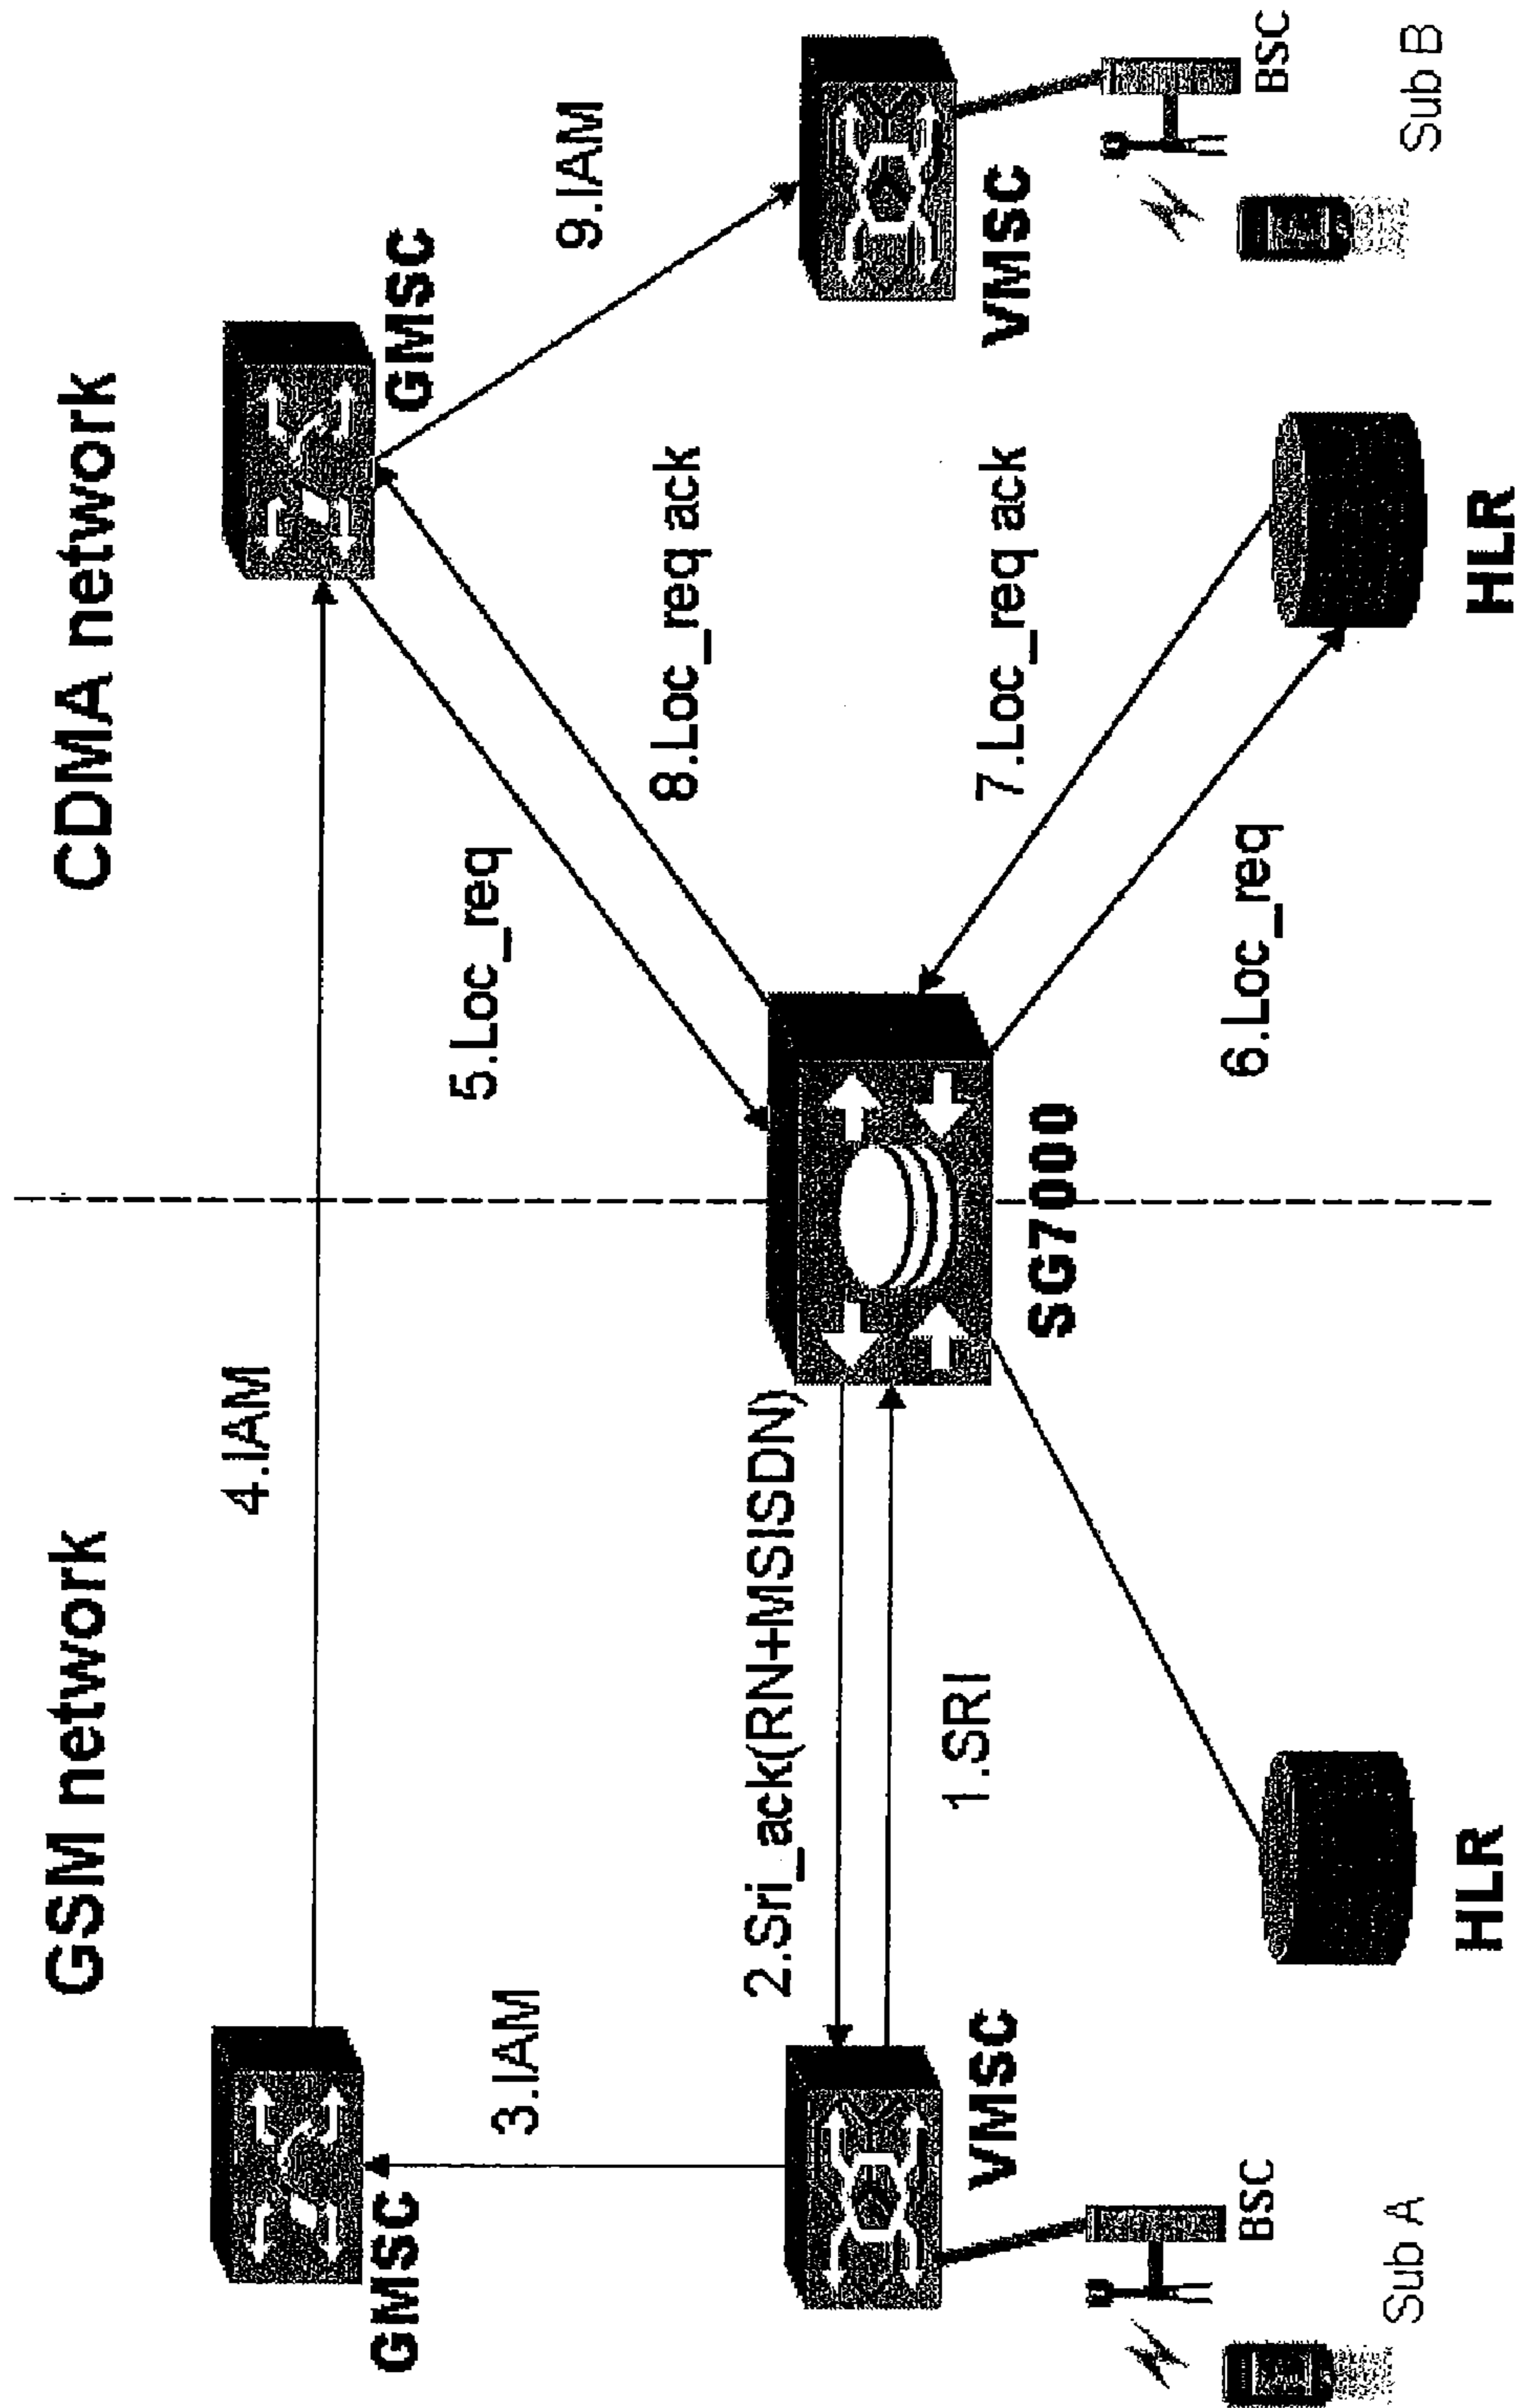 GSM network
CDMA network
4.IAM
GMSC
GMSC
3.IAM
5.Loc_req
9.IAM
8.Loc_req ack
2.Sri_ack(RN+MSISDN)
1.SRI
VMSC
SG7000
7.Loc_req ack
VMSC
6.Loc_req
BSC
BSC
Sub A
Sub B
HLR
HLR